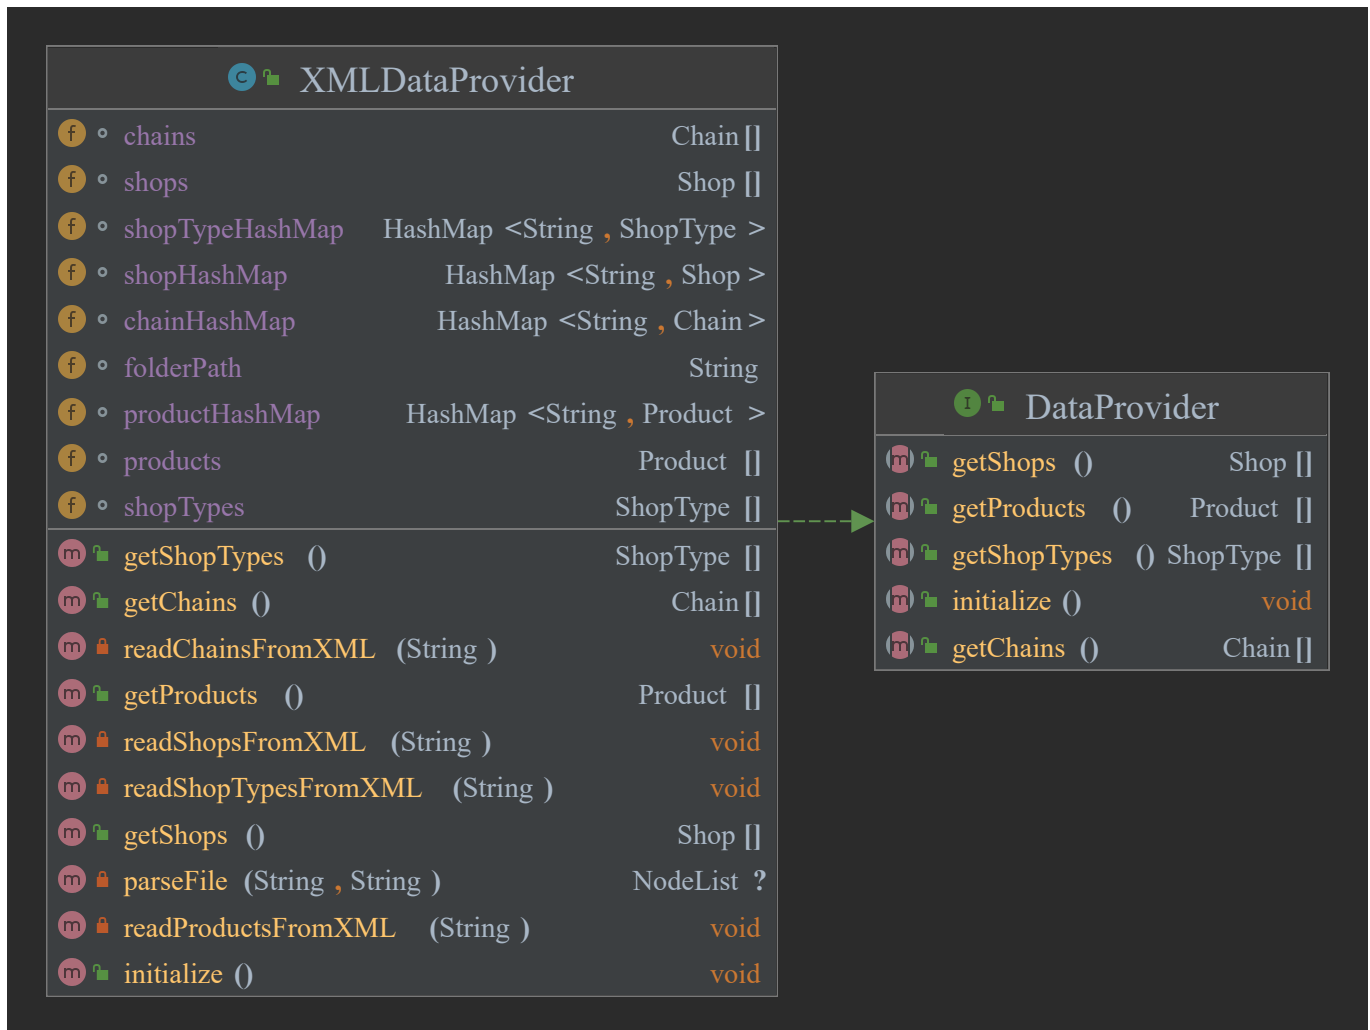 XMLDataProvider
chains Chain []
shops Shop []
shopTypeHashMap HashMap <String , ShopType >
shopHashMap HashMap <String , Shop >
chainHashMap HashMap <String , Chain >
folderPath String
productHashMap HashMap <String , Product >
products Product []
shopTypes ShopType []
getShopTypes () ShopType []
getChains () Chain []
readChainsFromXML (String ) void
getProducts () Product []
readShopsFromXML (String ) void
readShopTypesFromXML (String ) void
getShops () Shop []
parseFile (String , String ) NodeList ?
readProductsFromXML (String ) void
initialize () void
DataProvider
getShops () Shop []
getProducts () Product []
getShopTypes () ShopType []
initialize () void
getChains () Chain []